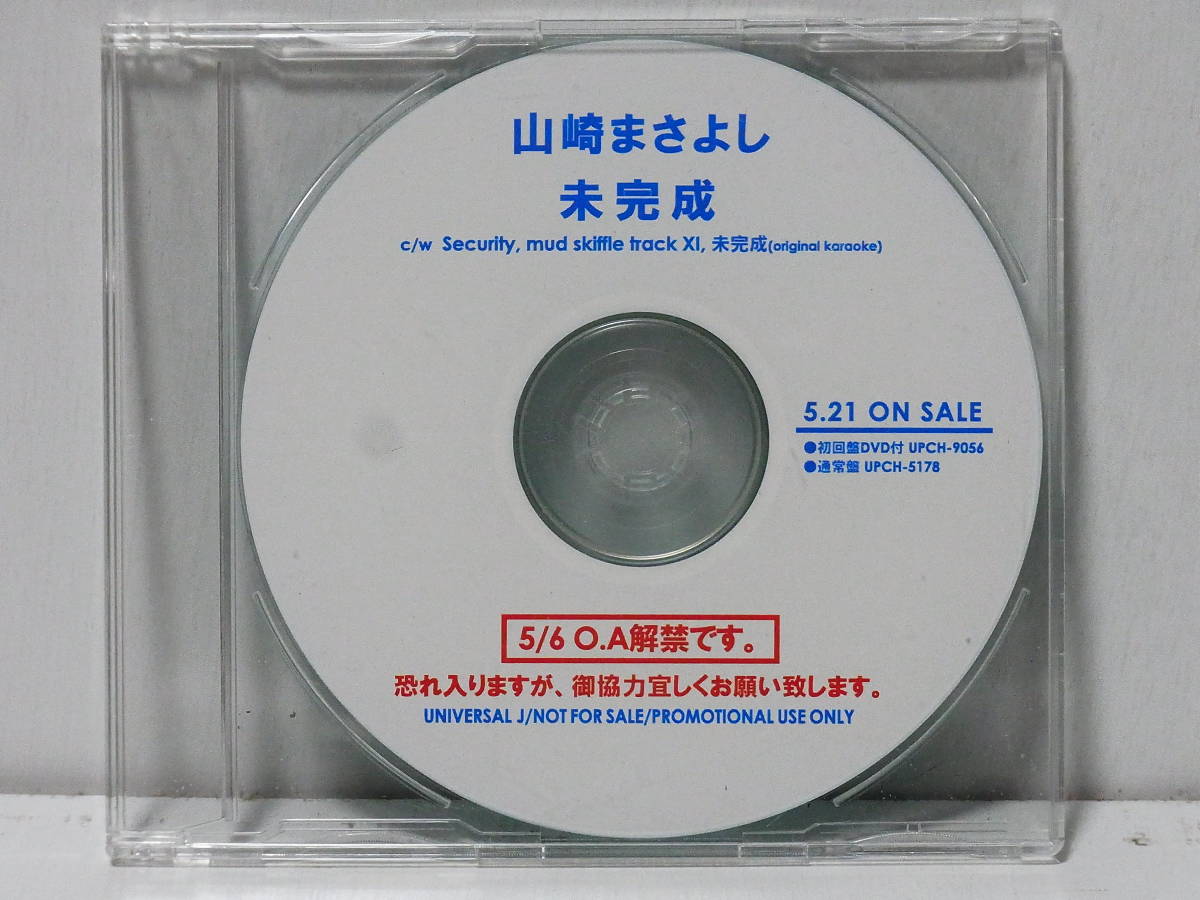 山崎まさよし
未完成
c/w Security, mud skiffle track XI, 未完成(original karaoke)
5.21 ON SALE
●初回盤DVD付 UPCH-9056
●通常盤 UPCH-5178
5/6 O.A解禁です。
恐れ入りますが、御協力宜しくお願い致します。
UNIVERSAL J/NOT FOR SALE/PROMOTIONAL USE ONLY